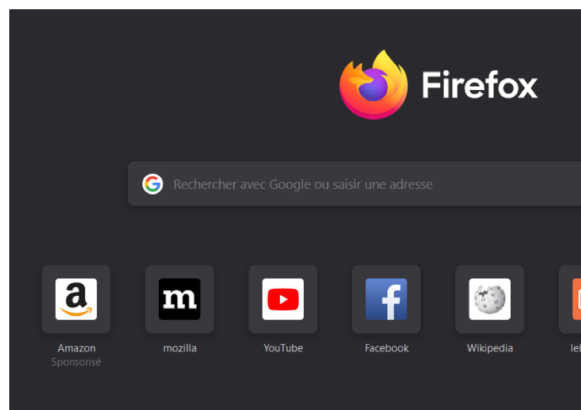 Firefox
Rechercher avec Google ou saisir une adresse
a
m
f
Amazon
mozilla
YouTube
Facebook
Wikipedia
Sponsorisé